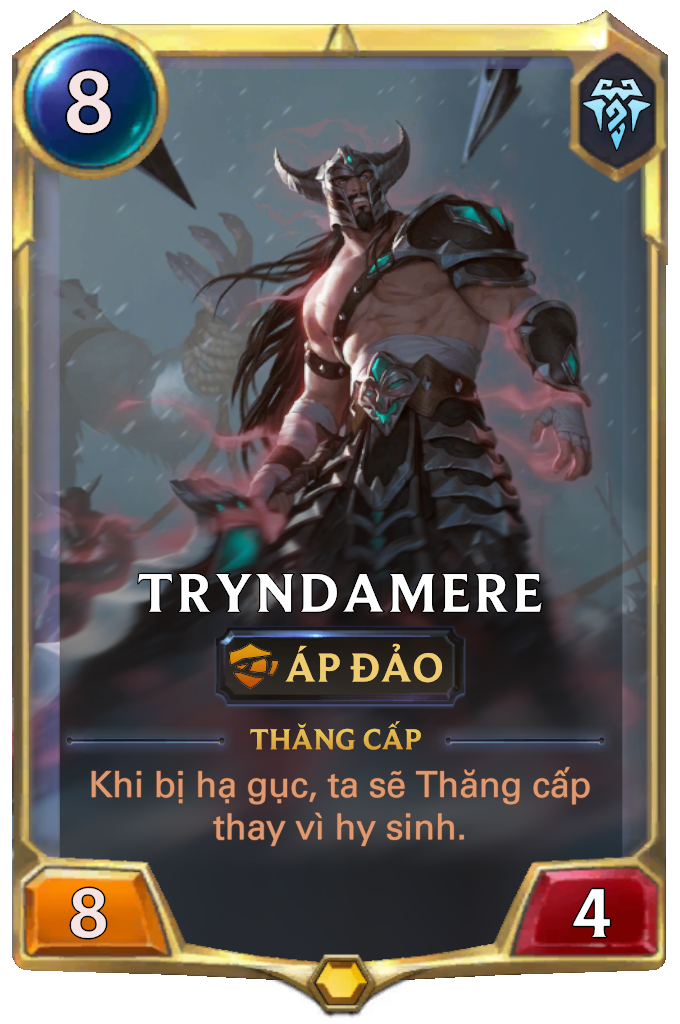 8
TRYNDAMERE
ÁP ĐẢO
THĂNG CẤP
Khi bị hạ gục, ta sẽ Thăng cấp
thay vì hy sinh.
8
4